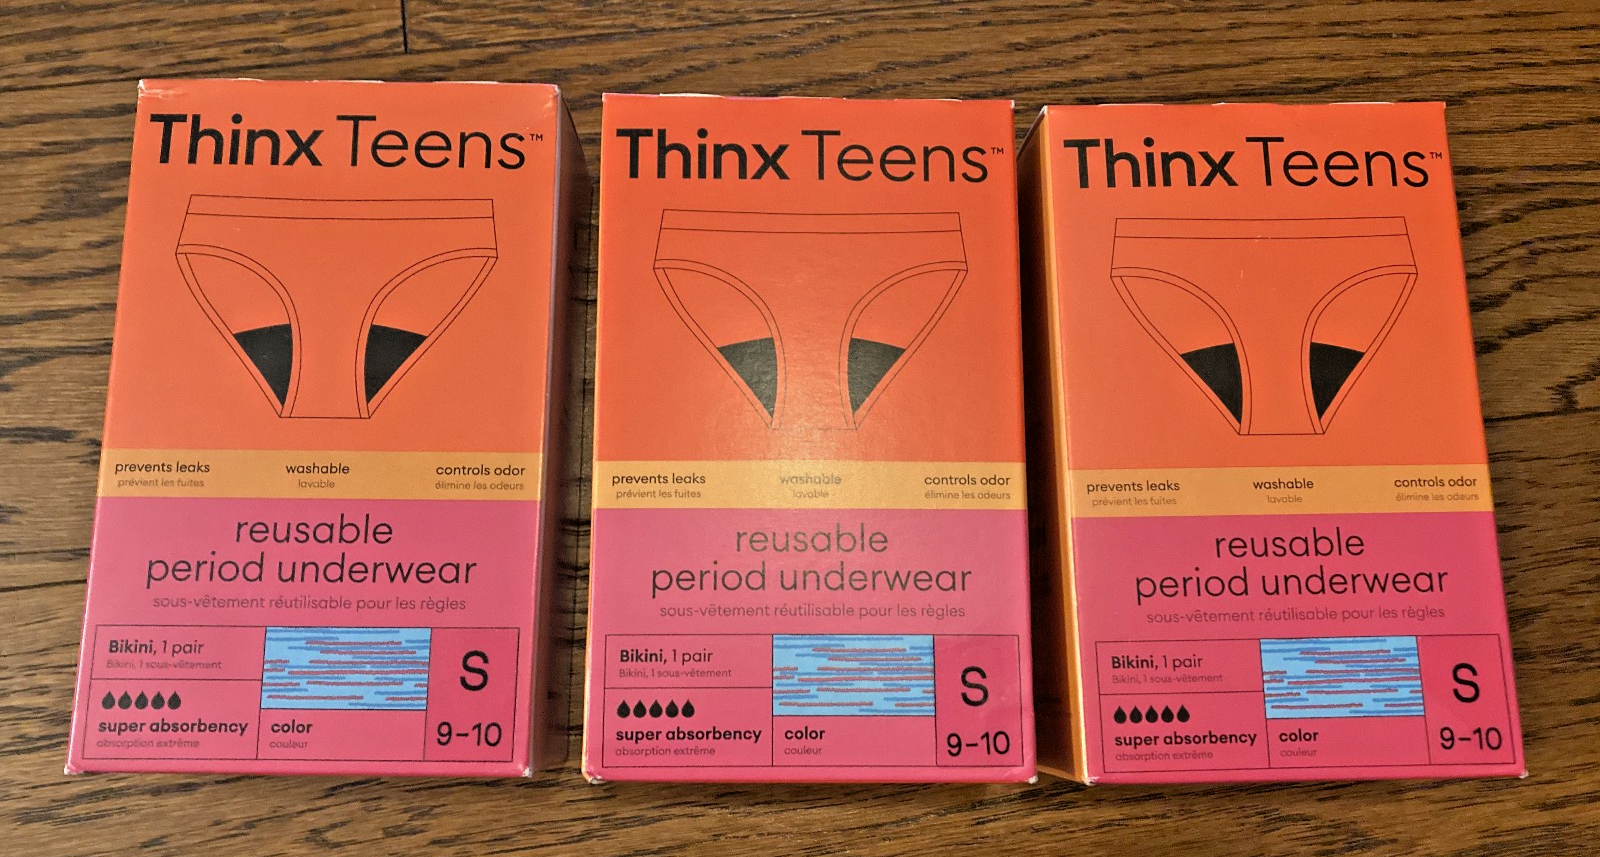 Thinx Teens™
prevents leaks washable controls odor
prévient les fuites lavable élimine les odeurs
reusable
period underwear
sous-vêtement réutilisable pour les règles
Bikini, 1 pair
Bikini, 1 sous-vêtement
S
super absorbency
absorption extrême
color
couleur
9-10
Thinx Teens™
prevents leaks washable controls odor
prévient les fuites lavable élimine les odeurs
reusable
period underwear
sous-vêtement réutilisable pour les règles
Bikini, 1 pair
Bikini, 1 sous-vêtement
S
super absorbency
absorption extrême
color
couleur
9-10
Thinx Teens™
prevents leaks washable controls odor
prévient les fuites lavable élimine les odeurs
reusable
period underwear
sous-vêtement réutilisable pour les règles
Bikini, 1 pair
Bikini, 1 sous-vêtement
S
super absorbency
absorption extrême
color
couleur
9-10